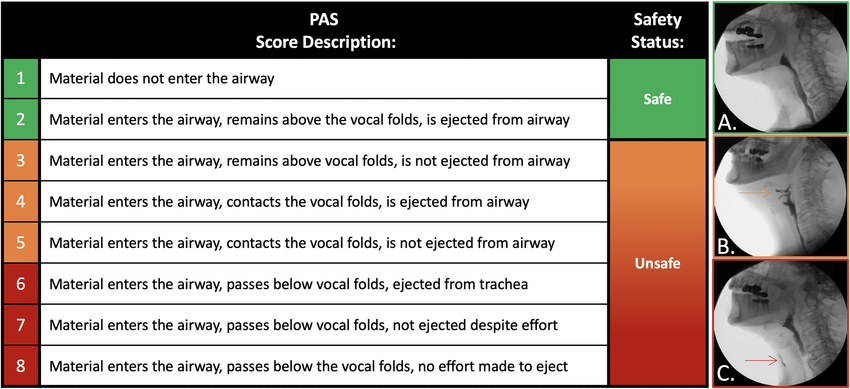 PAS
Score Description:
Safety
Status:
1 Material does not enter the airway
2 Material enters the airway, remains above the vocal folds, is ejected from airway
Safe
3 Material enters the airway, remains above vocal folds, is not ejected from airway
4 Material enters the airway, contacts the vocal folds, is ejected from airway
5 Material enters the airway, contacts the vocal folds, is not ejected from airway
6 Material enters the airway, passes below vocal folds, ejected from trachea
7 Material enters the airway, passes below vocal folds, not ejected despite effort
8 Material enters the airway, passes below the vocal folds, no effort made to eject
Unsafe
A.
B.
C.